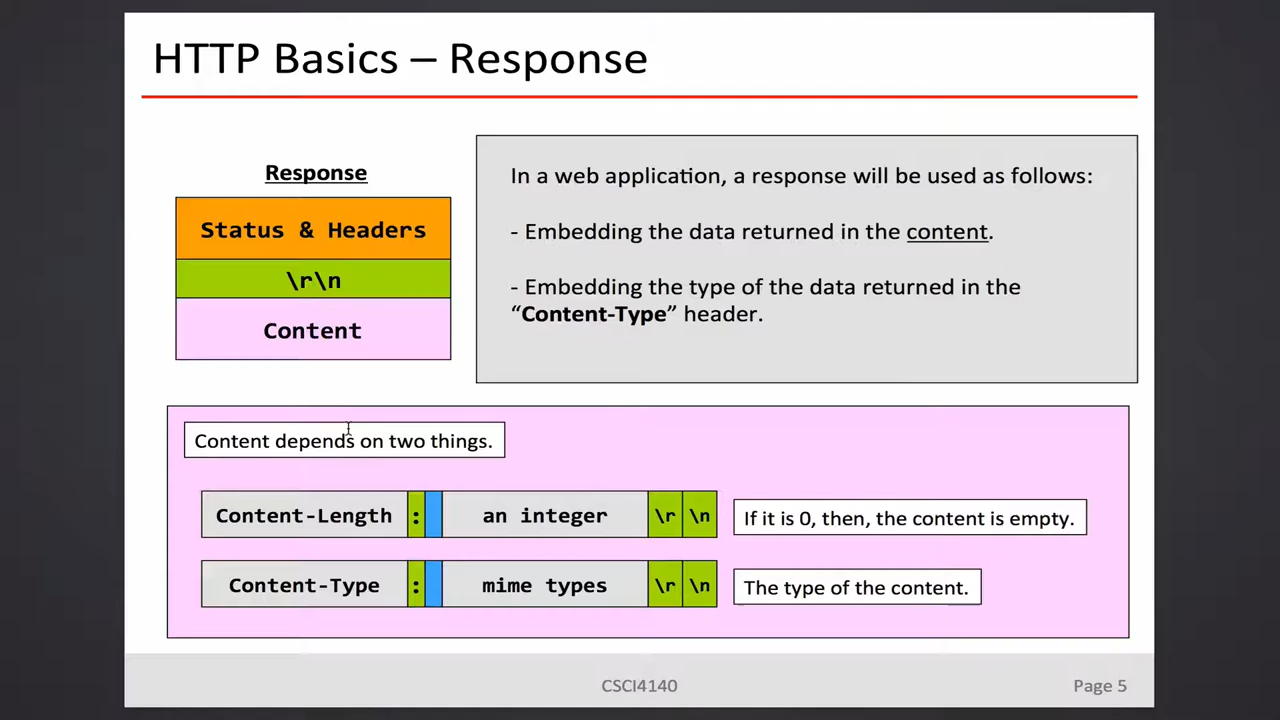 HTTP Basics – Response
Response
Status & Headers
\r\n
Content
In a web application, a response will be used as follows:
- Embedding the data returned in the content.
- Embedding the type of the data returned in the
“Content-Type” header.
Content depends on two things.
Content-Length : an integer \r \n
If it is 0, then, the content is empty.
Content-Type : mime types \r \n
The type of the content.
CSCI4140
Page 5